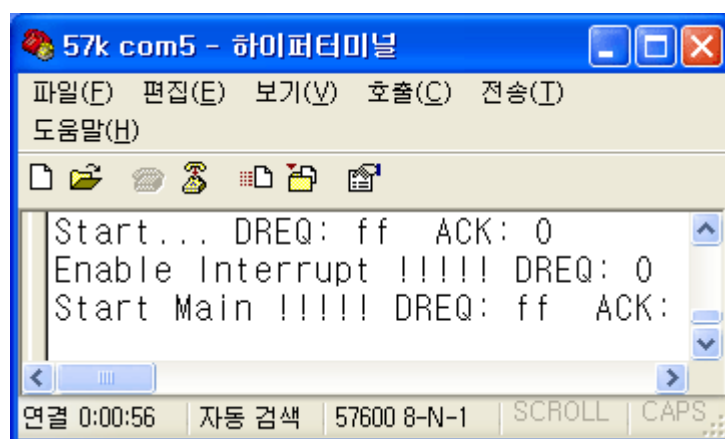 57k com5 - 하이퍼터미널
파일(F) 편집(E) 보기(V) 호출(C) 전송(T)
도움말(H)
Start... DREQ: ff ACK: 0
Enable Interrupt !!!!! DREQ: 0
Start Main !!!!! DREQ: ff ACK:
연결 0:00:56 자동 검색 57600 8-N-1 SCROLL CAPS